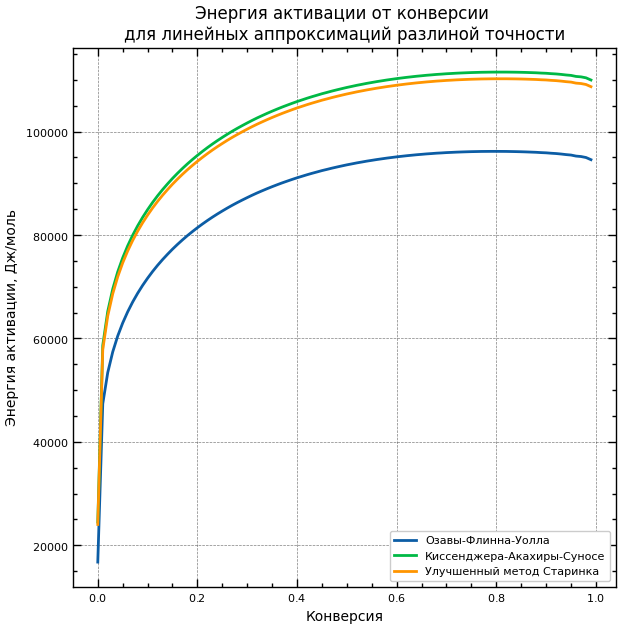 Энергия активации от конверсии
для линейных аппроксимаций разлиной точности
Энергия активации, Дж/моль
100000
80000
60000
40000
20000
0.0
0.2
0.4
0.6
0.8
1.0
Конверсия
Озавы-Флинна-Уолла
Киссенджера-Акахиры-Суносе
Улучшенный метод Старинка